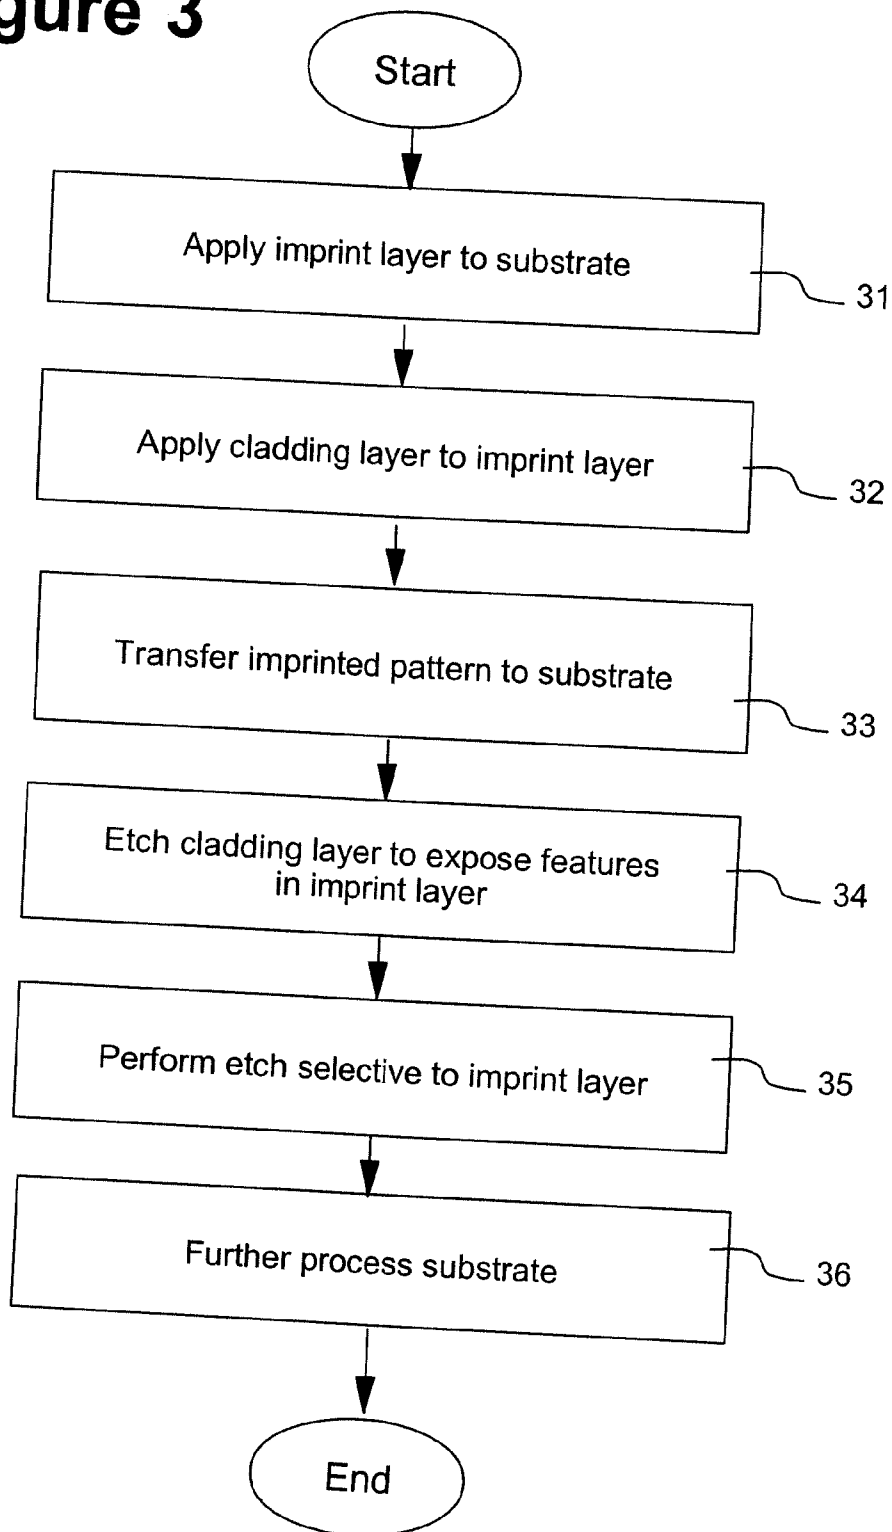 gure 3
Start
Apply imprint layer to substrate
31
Apply cladding layer to imprint layer
32
Transfer imprinted pattern to substrate
33
Etch cladding layer to expose features
in imprint layer
34
Perform etch selective to imprint layer
35
Further process substrate
36
End